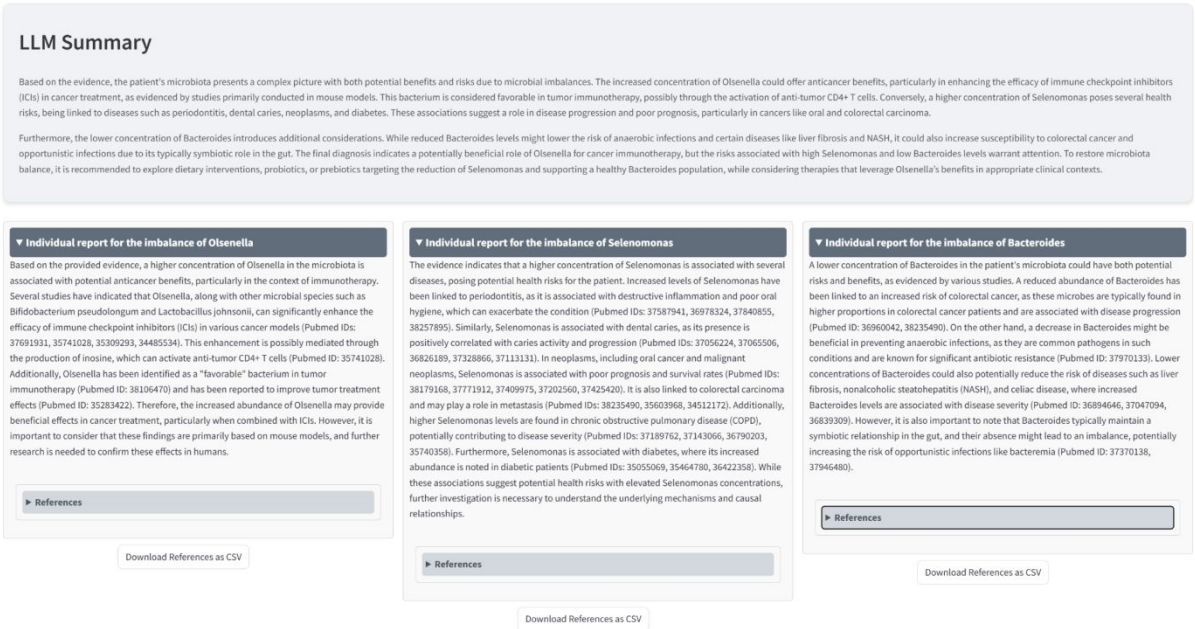 LLM Summary
Based on the evidence, the patient's microbiota presents a complex picture with both potential benefits and risks due to microbial imbalances. The increased concentration of Olsenella could offer anticancer benefits, particularly in enhancing the efficacy of immune checkpoint inhibitors
(ICIs) in cancer treatment, as evidenced by studies primarily conducted in mouse models. This bacterium is considered favorable in tumor immunotherapy, possibly through the activation of anti-tumor CD4+ T cells. Conversely, a higher concentration of Selenomonas poses several health
risks, being linked to diseases such as periodontitis, dental caries, neoplasms, and diabetes. These associations suggest a role in disease progression and poor prognosis, particularly in cancers like oral and colorectal carcinoma.
Furthermore, the lower concentration of Bacteroides introduces additional considerations. While reduced Bacteroides levels might lower the risk of anaerobic infections and certain diseases like liver fibrosis and NASH, it could also increase susceptibility to colorectal cancer and
opportunistic infections due to its typically symbiotic role in the gut. The final diagnosis indicates a potentially beneficial role of Olsenella for cancer immunotherapy, but the risks associated with high Selenomonas and low Bacteroides levels warrant attention. To restore microbiota
balance, it is recommended to explore dietary interventions, probiotics, or prebiotics targeting the reduction of Selenomonas and supporting a healthy Bacteroides population, while considering therapies that leverage Olsenella's benefits in appropriate clinical contexts.
▼ Individual report for the imbalance of Olsenella
Based on the provided evidence, a higher concentration of Olsenella in the microbiota is
associated with potential anticancer benefits, particularly in the context of immunotherapy.
Several studies have indicated that Olsenella, along with other microbial species such as
Bifidobacterium pseudolongum and Lactobacillus johnsonii, can significantly enhance the
efficacy of immune checkpoint inhibitors (ICIs) in various cancer models (Pubmed IDs:
37691931, 35741028, 35309293, 34485534). This enhancement is possibly mediated through
the production of inosine, which can activate anti-tumor CD4+ T cells (Pubmed ID: 35741028).
Additionally, Olsenella has been identified as a "favorable" bacterium in tumor
immunotherapy (Pubmed ID: 38106470) and has been reported to improve tumor treatment
effects (Pubmed ID: 35283422). Therefore, the increased abundance of Olsenella may provide
beneficial effects in cancer treatment, particularly when combined with ICIs. However, it is
important to consider that these findings are primarily based on mouse models, and further
research is needed to confirm these effects in humans.
▶ References
Download References as CSV
▼ Individual report for the imbalance of Selenomonas
The evidence indicates that a higher concentration of Selenomonas is associated with several
diseases, posing potential health risks for the patient. Increased levels of Selenomonas have
been linked to periodontitis, as it is associated with destructive inflammation and poor oral
hygiene, which can exacerbate the condition (Pubmed IDs: 37587941, 36978324, 37840855,
38257895). Similarly, Selenomonas is associated with dental caries, as its presence is
positively correlated with caries activity and progression (Pubmed IDs: 37056224, 37065506,
36826189, 37328866, 37113131). In neoplasms, including oral cancer and malignant
neoplasms, Selenomonas is associated with poor prognosis and survival rates (Pubmed IDs:
38179168, 37771912, 37409975, 37202560, 37425420). It is also linked to colorectal carcinoma
and may play a role in metastasis (Pubmed IDs: 38235490, 35603968, 34512172). Additionally,
higher Selenomonas levels are found in chronic obstructive pulmonary disease (COPD),
potentially contributing to disease severity (Pubmed IDs: 37189762, 37143066, 36790203,
35740358). Furthermore, Selenomonas is associated with diabetes, where its increased
abundance is noted in diabetic patients (Pubmed IDs: 35055069, 35464780, 36422358). While
these associations suggest potential health risks with elevated Selenomonas concentrations,
further investigation is necessary to understand the underlying mechanisms and causal
relationships.
▶ References
Download References as CSV
▼ Individual report for the imbalance of Bacteroides
A lower concentration of Bacteroides in the patient's microbiota could have both potential
risks and benefits, as evidenced by various studies. A reduced abundance of Bacteroides has
been linked to an increased risk of colorectal cancer, as these microbes are typically found in
higher proportions in colorectal cancer patients and are associated with disease progression
(Pubmed ID: 36960042, 38235490). On the other hand, a decrease in Bacteroides might be
beneficial in preventing anaerobic infections, as they are common pathogens in such
conditions and are known for significant antibiotic resistance (Pubmed ID: 37970133). Lower
concentrations of Bacteroides could also potentially reduce the risk of diseases such as liver
fibrosis, nonalcoholic steatohepatitis (NASH), and celiac disease, where increased
Bacteroides levels are associated with disease severity (Pubmed ID: 36894646, 37047094,
36839309). However, it is also important to note that Bacteroides typically maintain a
symbiotic relationship in the gut, and their absence might lead to an imbalance, potentially
increasing the risk of opportunistic infections like bacteremia (Pubmed ID: 37370138,
37946480).
▶ References
Download References as CSV